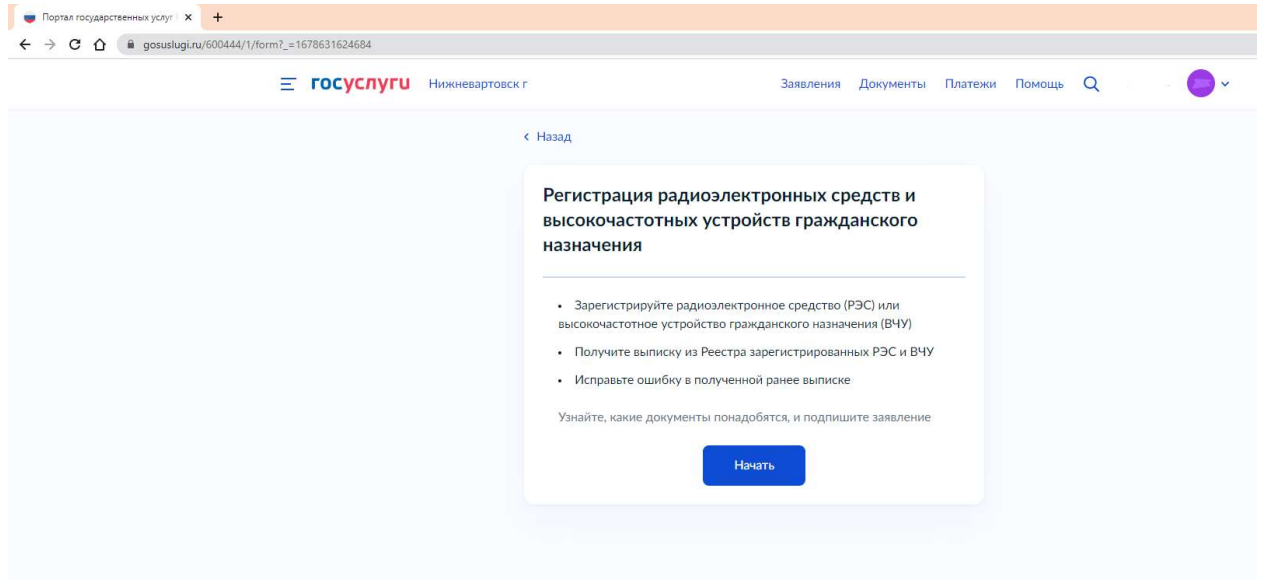 Портал государственных услуг
gosuslugi.ru/600444/1/form?_=1678631624684
госуслуги Нижневартовск г Заявления Документы Платежи Помощь
Назад
Регистрация радиоэлектронных средств и
высокочастотных устройств гражданского
назначения
• Зарегистрируйте радиоэлектронное средство (РЭС) или
высокочастотное устройство гражданского назначения (ВЧУ)
• Получите выписку из Реестра зарегистрированных РЭС и ВЧУ
• Исправьте ошибку в полученной ранее выписке
Узнайте, какие документы понадобятся, и подпишите заявление
Начать